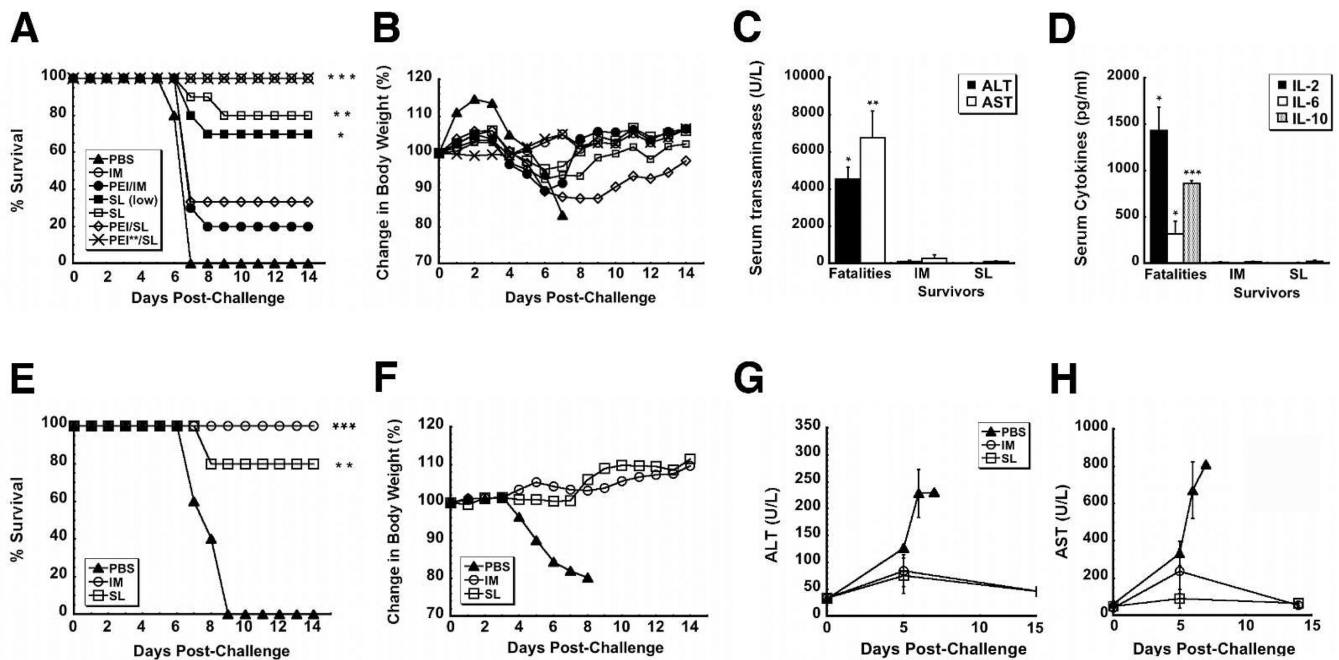 A
% Survival
100
80
60
40
20
0
PBS
IM
PEI/IM
SL (low)
SL
PEI/SL
PEI**/SL
* * *
* *
*
0 2 4 6 8 10 12 14
Days Post-Challenge
B
Change in Body Weight (%)
120
110
100
90
80
70
0 2 4 6 8 10 12 14
Days Post-Challenge
C
Serum transaminases (U/L)
10000
8000
6000
4000
2000
0
ALT
AST
*
**
Fatalities IM SL
Survivors
D
Serum Cytokines (pg/ml)
2000
1500
1000
500
0
IL-2
IL-6
IL-10
*
*
***
Fatalities IM SL
Survivors
E
% Survival
100
80
60
40
20
0
PBS
IM
SL
***
* *
0 2 4 6 8 10 12 14
Days Post-Challenge
F
Change in Body Weight (%)
120
110
100
90
80
70
PBS
IM
SL
0 2 4 6 8 10 12 14
Days Post-Challenge
G
ALT (U/L)
350
300
250
200
150
100
50
0
PBS
IM
SL
0 5 10 15
Days Post-Challenge
H
AST (U/L)
1000
800
600
400
200
0
0 5 10 15
Days Post-Challenge